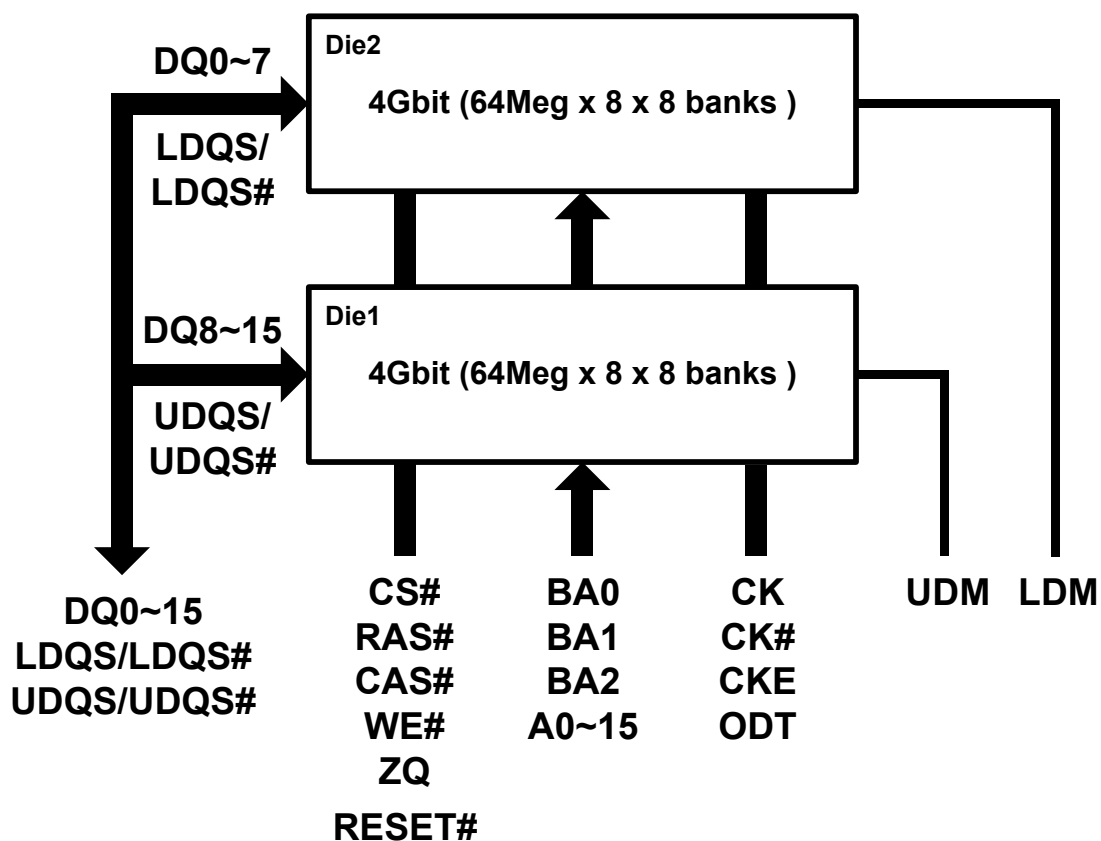 Die2
DQ0~7
4Gbit (64Meg x 8 x 8 banks )
LDQS/
LDQS#
Die1
DQ8~15
4Gbit (64Meg x 8 x 8 banks )
UDQS/
UDQS#
DQ0~15
LDQS/LDQS#
UDQS/UDQS#
CS#
RAS#
CAS#
WE#
ZQ
RESET#
BA0
BA1
BA2
A0~15
CK
CK#
CKE
ODT
UDM
LDM